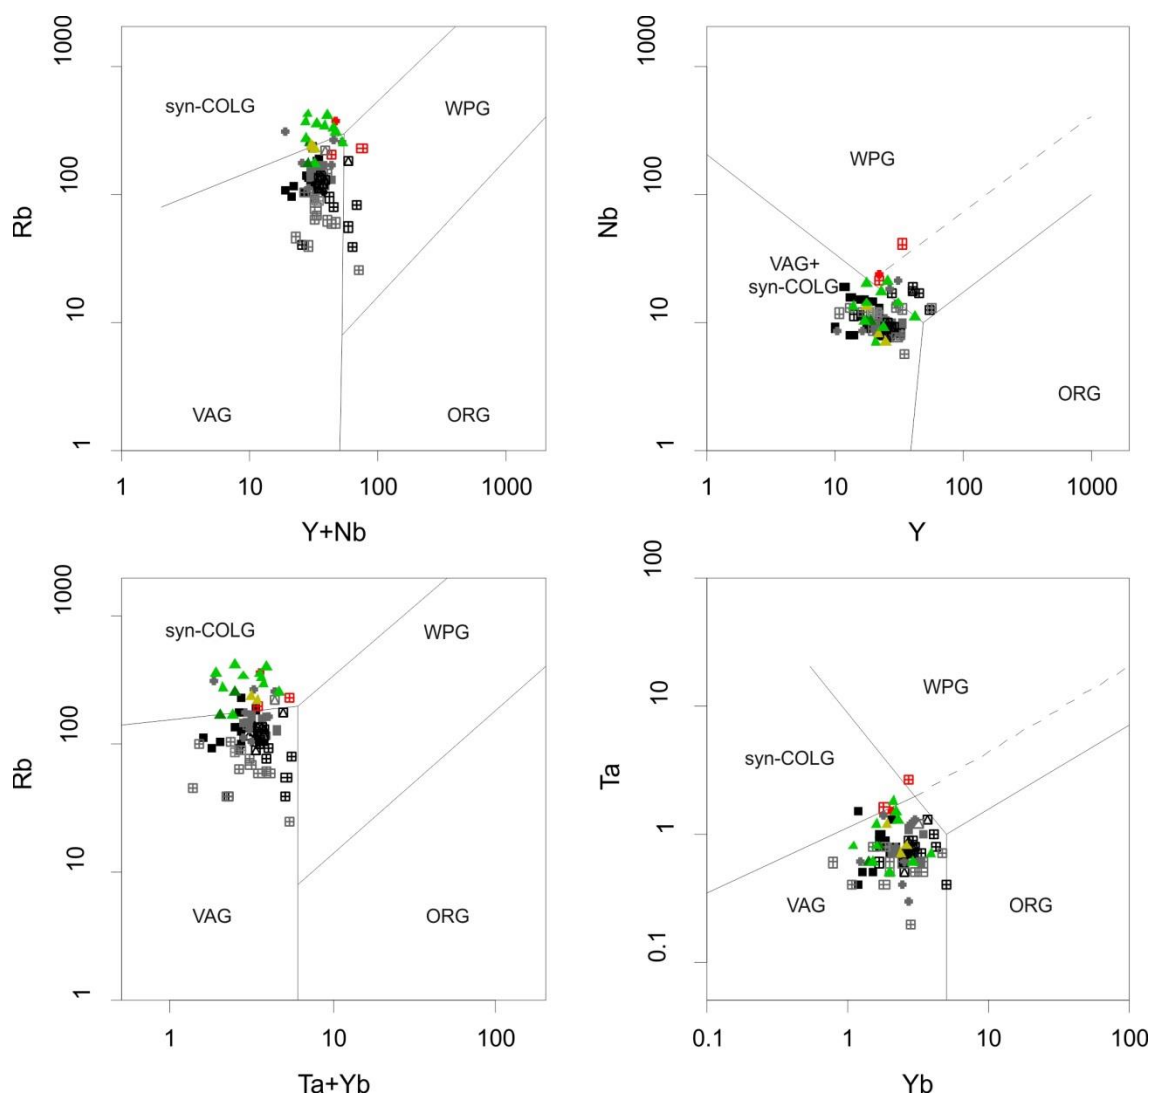 1000
syn-COLG
WPG
100
Rb
10
VAG
ORG
1
1
10
100
1000
Y+Nb
1000
WPG
100
Nb
VAG+
syn-COLG
10
ORG
1
1
10
100
1000
Y
1000
syn-COLG
WPG
100
Rb
10
VAG
ORG
1
1
10
100
Ta+Yb
100
WPG
10
syn-COLG
Ta
1
VAG
ORG
0.1
0.1
1
10
100
Yb